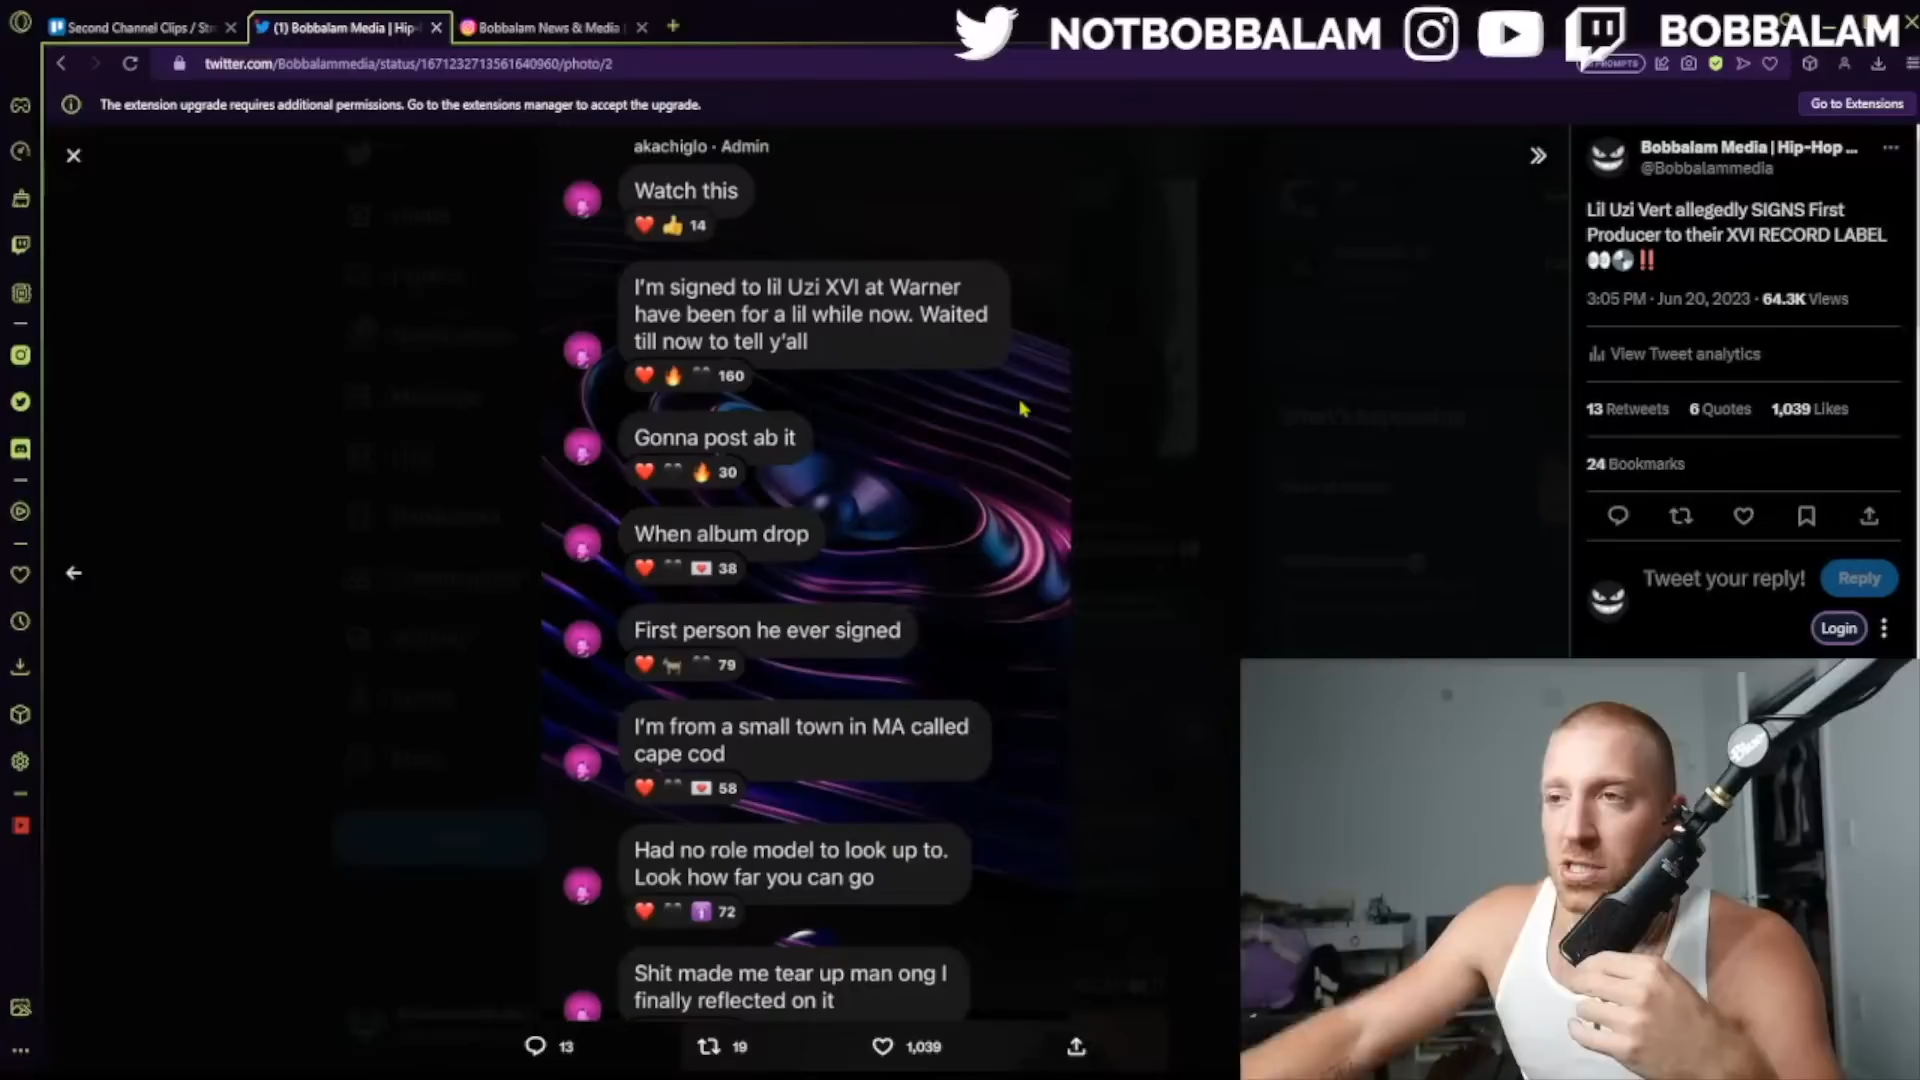 Second Channel Clips / Str
(1) Bobbalam Media | Hip-
Bobbalam News & Media
NOTBOBBALAM
BOBBALAM
twitter.com/Bobbalammedia/status/1671232713561640960/photo/2
PROMPTS
The extension upgrade requires additional permissions. Go to the extensions manager to accept the upgrade.
Go to Extensions
akachiglo · Admin
Watch this
14
I'm signed to lil Uzi XVI at Warner
have been for a lil while now. Waited
till now to tell y'all
160
Gonna post ab it
30
When album drop
38
First person he ever signed
79
I'm from a small town in MA called
cape cod
58
Had no role model to look up to.
Look how far you can go
72
Shit made me tear up man ong I
finally reflected on it
13
19
1,039
Bobbalam Media | Hip-Hop ...
@Bobbalammedia
Lil Uzi Vert allegedly SIGNS First
Producer to their XVI RECORD LABEL
👀💿‼️
3:05 PM · Jun 20, 2023 · 64.3K Views
View Tweet analytics
13 Retweets 6 Quotes 1,039 Likes
24 Bookmarks
Tweet your reply!
Reply
Login
Blue